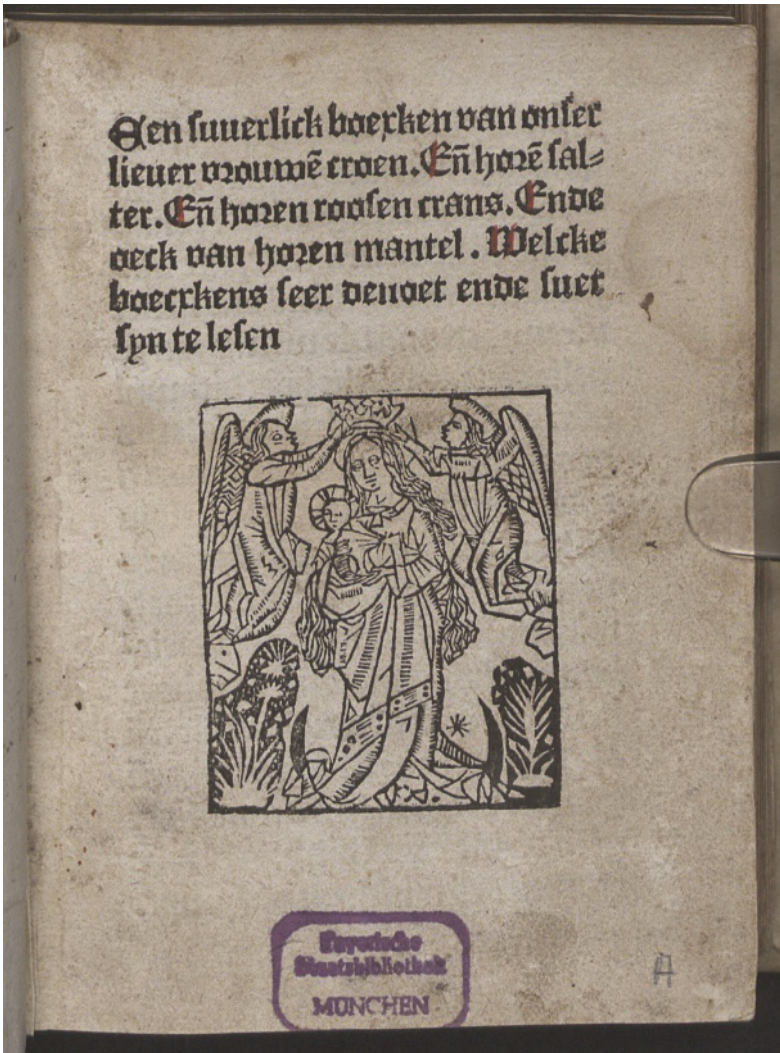 Een suuerlick boexken van onser
lieuer vrouwē croen. Eñ horē sal⸗
ter. Eñ horen roosen crans. Ende
oeck van horen mantel. Welcke
boecxkens seer deuoet ende suet
syn te lesen
Bayerische
Staatsbibliothek
MÜNCHEN
A